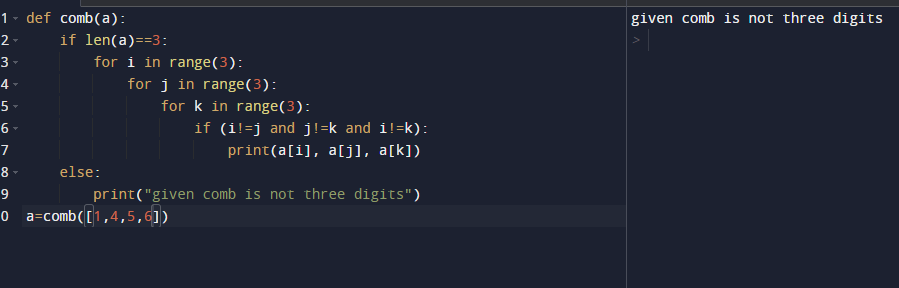 1 def comb(a):
2     if len(a)==3:
3         for i in range(3):
4             for j in range(3):
5                 for k in range(3):
6                     if (i!=j and j!=k and i!=k):
7                         print(a[i], a[j], a[k])
8     else:
9         print("given comb is not three digits")
0 a=comb([1,4,5,6])
given comb is not three digits
>